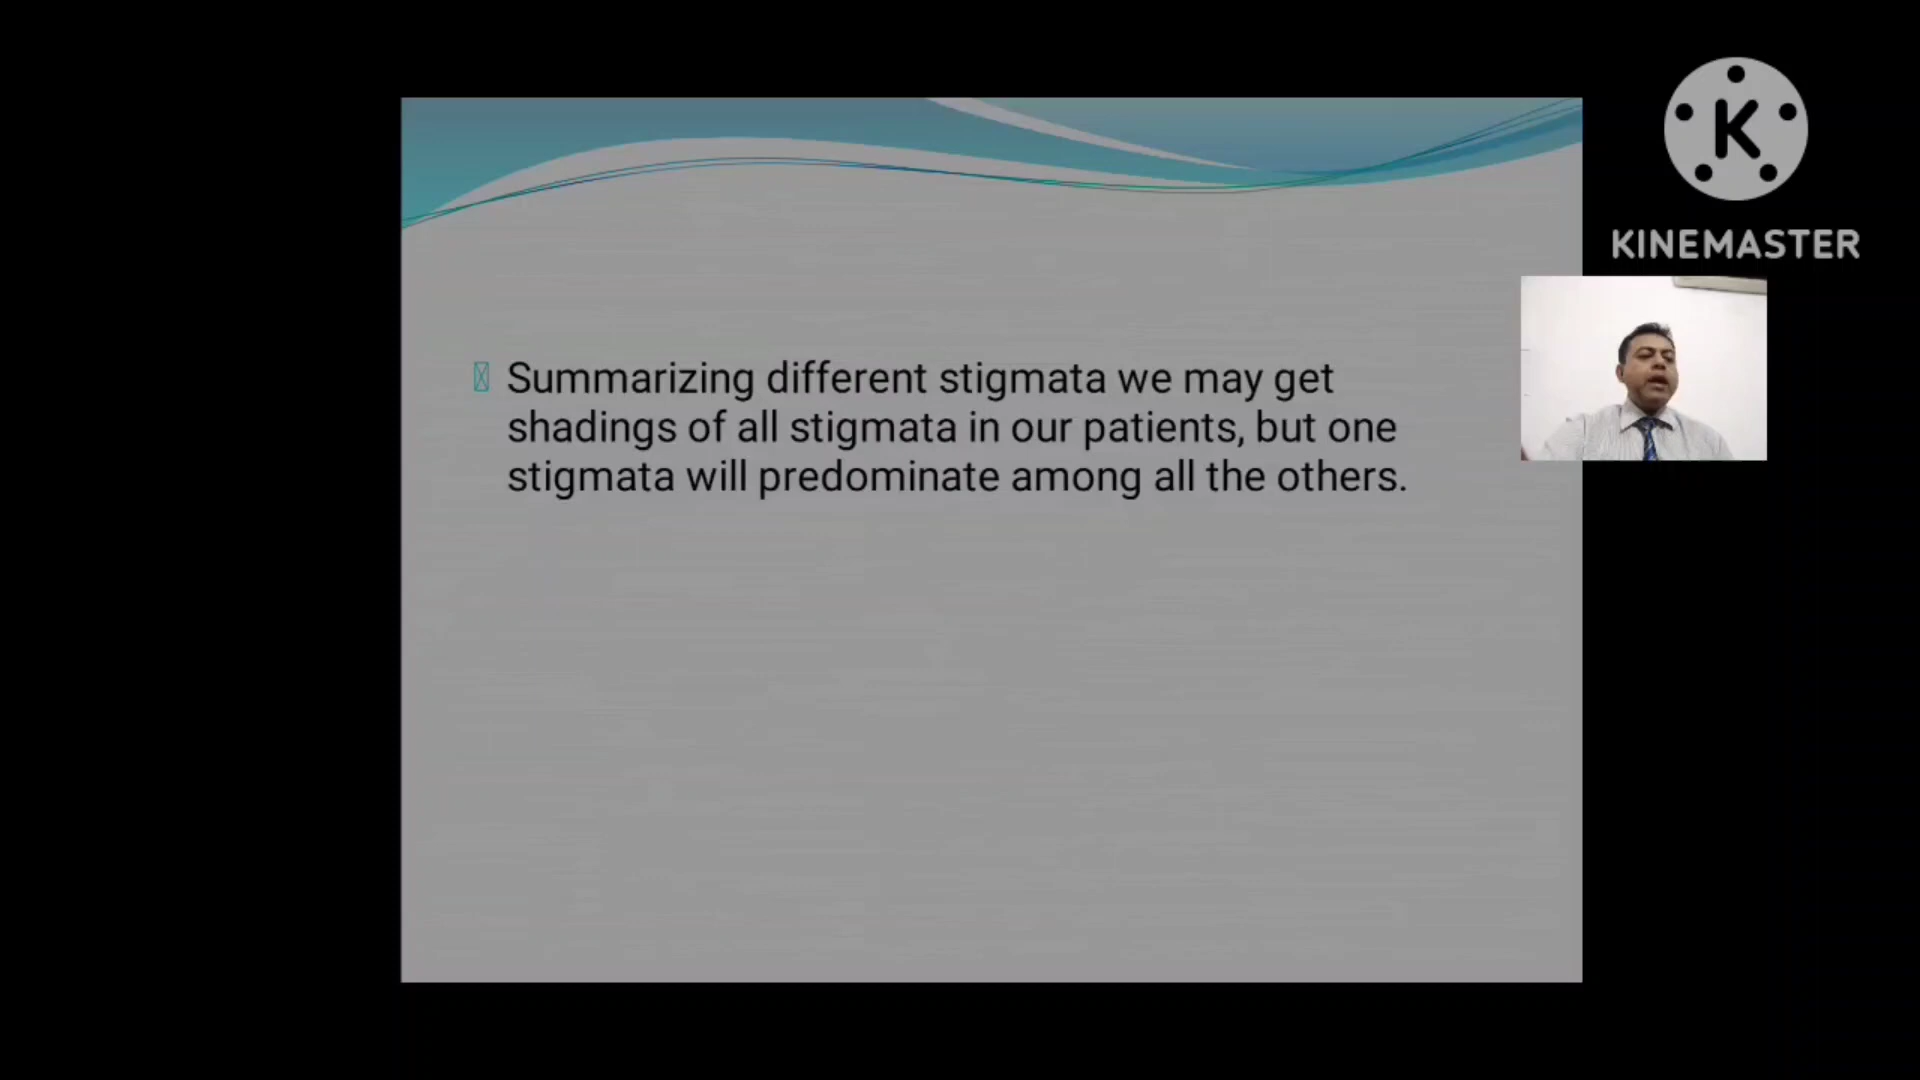 K
KINEMASTER
Summarizing different stigmata we may get
shadings of all stigmata in our patients, but one
stigmata will predominate among all the others.